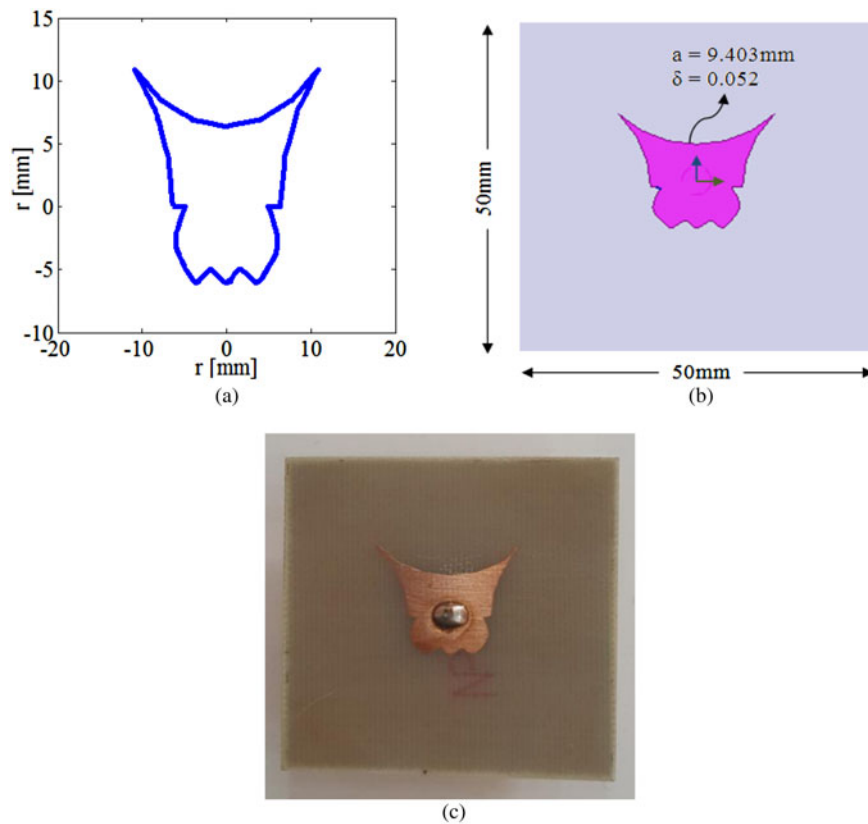 15
10
5
0
-5
-10
-20
-10
0
10
20
r [mm]
r [mm]
(a)
50mm
a = 9.403mm
δ = 0.052
50mm
(b)
(c)